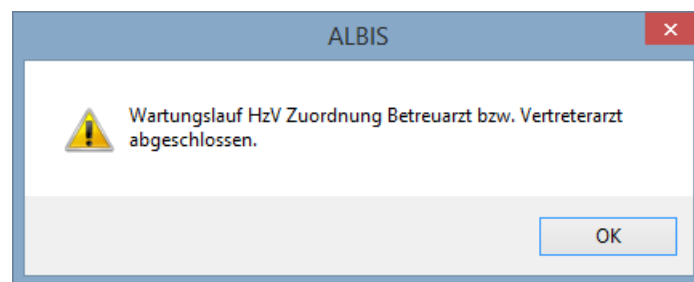 ALBIS
Wartungslauf HzV Zuordnung Betreuarzt bzw. Vertreterarzt
abgeschlossen.
OK